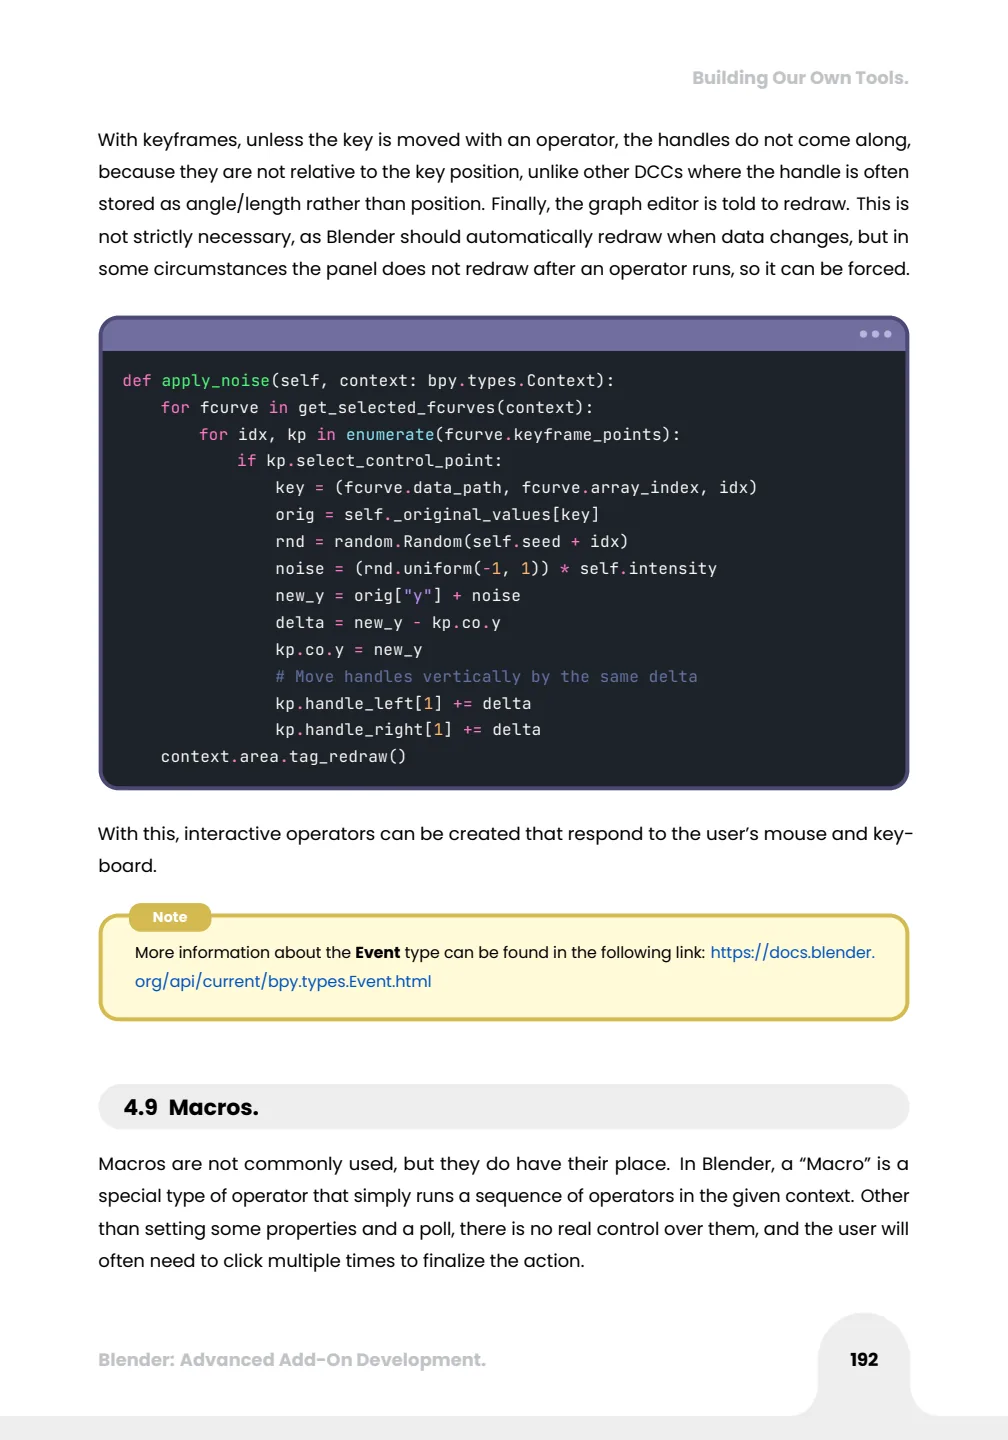 Building Our Own Tools.
With keyframes, unless the key is moved with an operator, the handles do not come along,
because they are not relative to the key position, unlike other DCCs where the handle is often
stored as angle/length rather than position. Finally, the graph editor is told to redraw. This is
not strictly necessary, as Blender should automatically redraw when data changes, but in
some circumstances the panel does not redraw after an operator runs, so it can be forced.
def apply_noise(self, context: bpy.types.Context):
    for fcurve in get_selected_fcurves(context):
        for idx, kp in enumerate(fcurve.keyframe_points):
            if kp.select_control_point:
                key = (fcurve.data_path, fcurve.array_index, idx)
                orig = self._original_values[key]
                rnd = random.Random(self.seed + idx)
                noise = (rnd.uniform(-1, 1)) * self.intensity
                new_y = orig["y"] + noise
                delta = new_y - kp.co.y
                kp.co.y = new_y
                # Move handles vertically by the same delta
                kp.handle_left[1] += delta
                kp.handle_right[1] += delta
    context.area.tag_redraw()
With this, interactive operators can be created that respond to the user’s mouse and key-
board.
Note
More information about the Event type can be found in the following link: https://docs.blender.
org/api/current/bpy.types.Event.html
4.9 Macros.
Macros are not commonly used, but they do have their place. In Blender, a “Macro” is a
special type of operator that simply runs a sequence of operators in the given context. Other
than setting some properties and a poll, there is no real control over them, and the user will
often need to click multiple times to finalize the action.
Blender: Advanced Add-On Development.
192